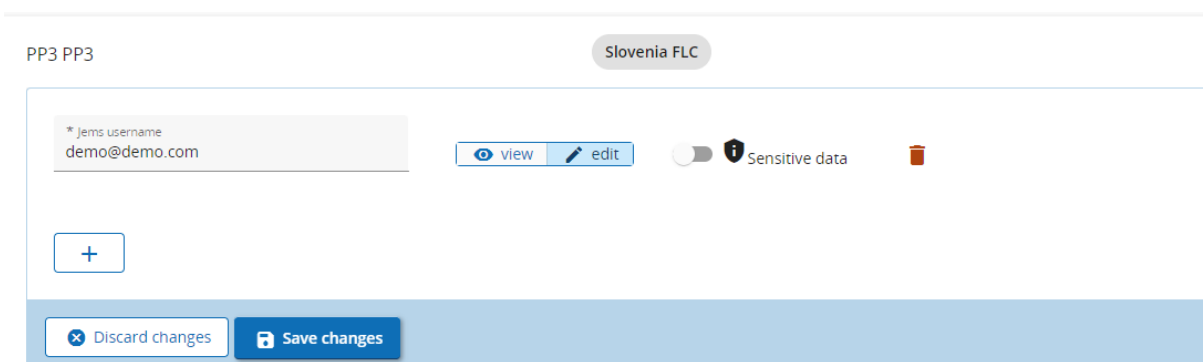 PP3 PP3
Slovenia FLC
* Jems username
demo@demo.com
view
edit
Sensitive data
+
Discard changes
Save changes